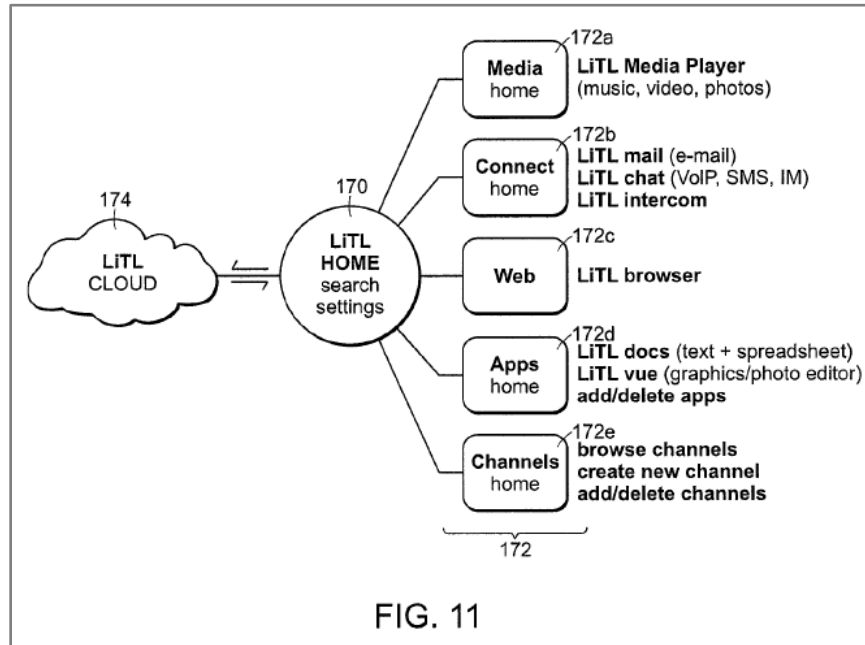 174
LiTL
CLOUD
170
LiTL
HOME
search
settings
172a
Media
home
LiTL Media Player
(music, video, photos)
172b
Connect
home
LiTL mail (e-mail)
LiTL chat (VoIP, SMS, IM)
LiTL intercom
172c
Web
LiTL browser
172d
Apps
home
LiTL docs (text + spreadsheet)
LiTL vue (graphics/photo editor)
add/delete apps
172e
Channels
home
browse channels
create new channel
add/delete channels
172
FIG. 11